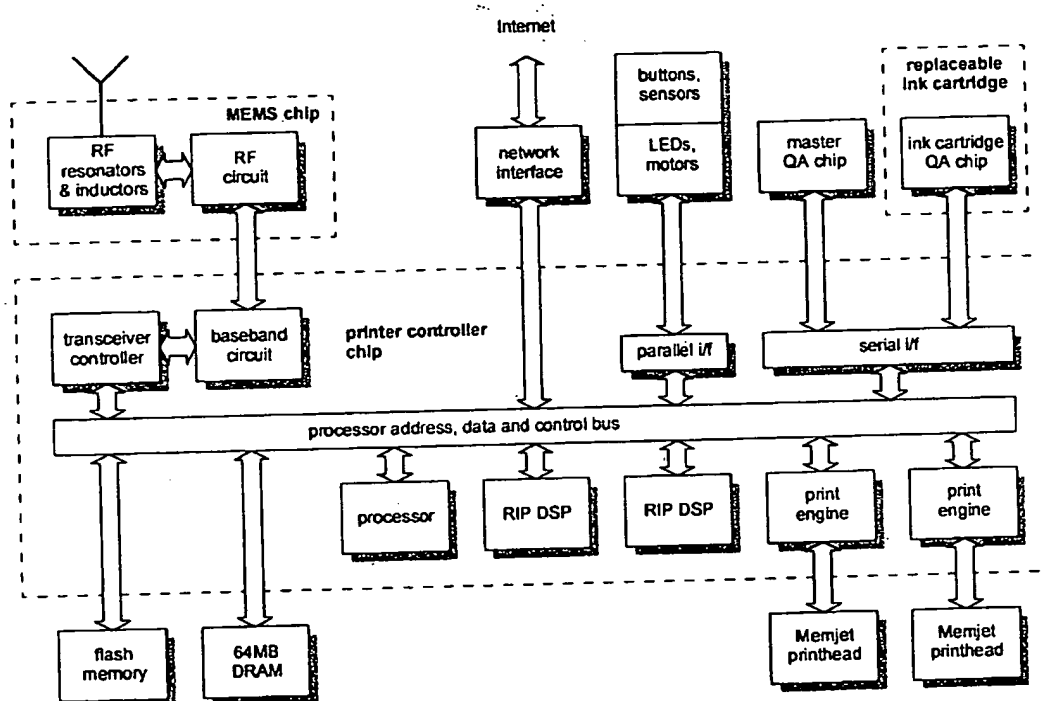 Internet
MEMS chip
RF
resonators
& inductors
RF
circuit
network
interface
buttons,
sensors
LEDs,
motors
master
QA chip
replaceable
ink cartridge
ink cartridge
QA chip
transceiver
controller
baseband
circuit
printer controller
chip
parallel i/f
serial i/f
processor address, data and control bus
processor
RIP DSP
RIP DSP
print
engine
print
engine
flash
memory
64MB
DRAM
Memjet
printhead
Memjet
printhead